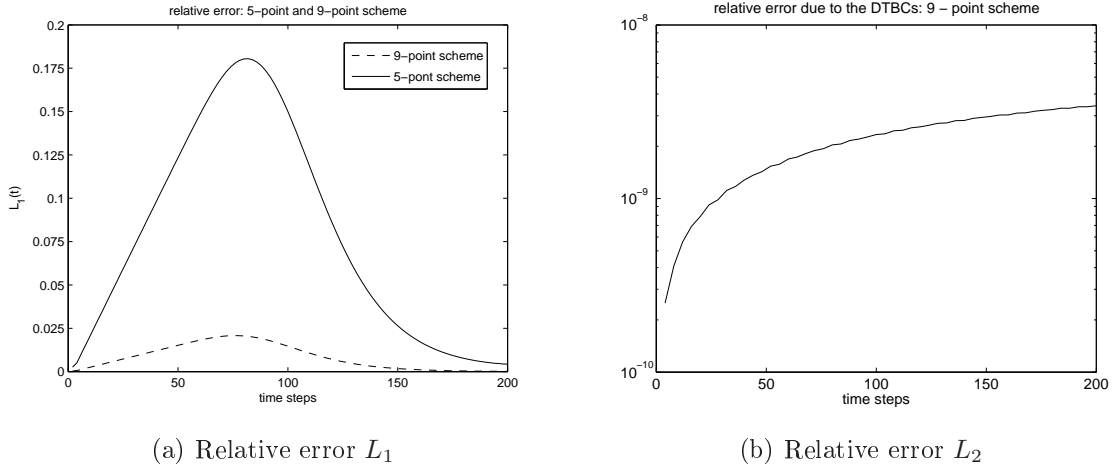 relative error: 5−point and 9−point scheme
0.2
0.175
0.15
0.125
0.1
0.075
0.05
0.025
0
L₁(t)
9−point scheme
5−pont scheme
0 50 100 150 200
time steps
(a) Relative error L₁
relative error due to the DTBCs: 9 − point scheme
10⁻⁸
10⁻⁹
10⁻¹⁰
0 50 100 150 200
time steps
(b) Relative error L₂